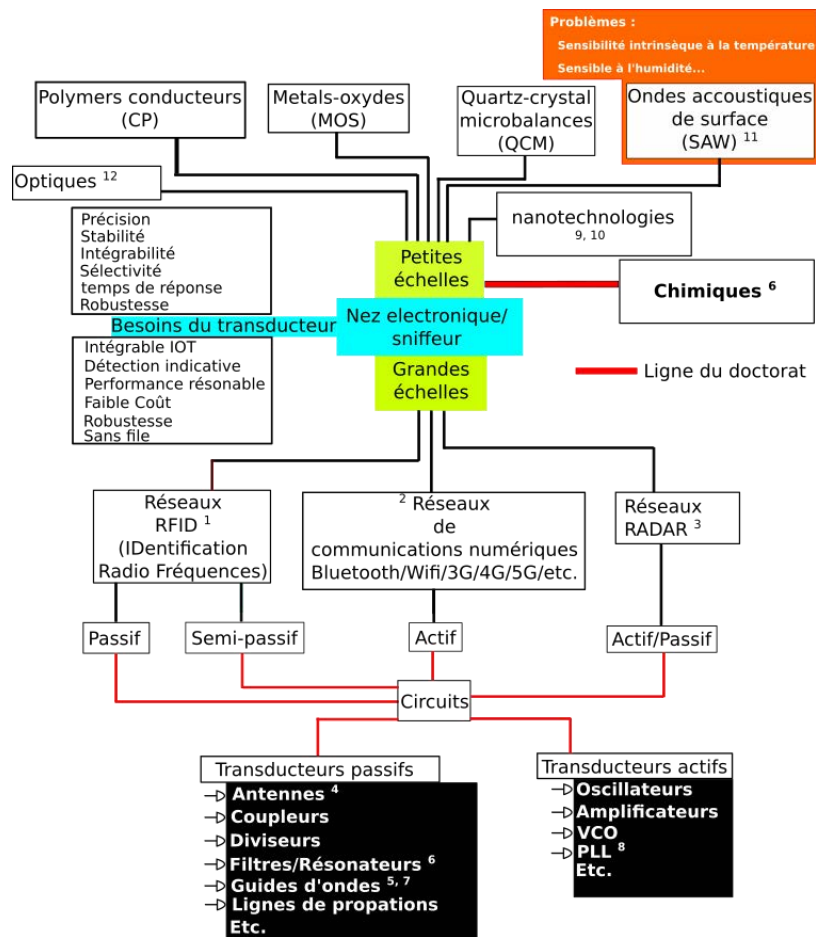 Problèmes :
Sensibilité intrinsèque à la température
Sensible à l'humidité...
Polymers conducteurs
(CP)
Metals-oxydes
(MOS)
Quartz-crystal
microbalances
(QCM)
Ondes accoustiques
de surface
(SAW) 11
Optiques 12
nanotechnologies
9, 10
Précision
Stabilité
Intégrabilité
Sélectivité
temps de réponse
Robustesse
Petites
échelles
Chimiques 6
Besoins du transducteur
Nez electronique/
sniffeur
Intégrable IOT
Détection indicative
Performance résonable
Faible Coût
Robustesse
Sans file
Grandes
échelles
Ligne du doctorat
Réseaux
RFID 1
(IDentification
Radio Fréquences)
2 Réseaux
de
communications numériques
Bluetooth/Wifi/3G/4G/5G/etc.
Réseaux
RADAR 3
Passif
Semi-passif
Actif
Actif/Passif
Circuits
Transducteurs passifs
Antennes 4
Coupleurs
Diviseurs
Filtres/Résonateurs 6
Guides d'ondes 5, 7
Lignes de propations
Etc.
Transducteurs actifs
Oscillateurs
Amplificateurs
VCO
PLL 8
Etc.